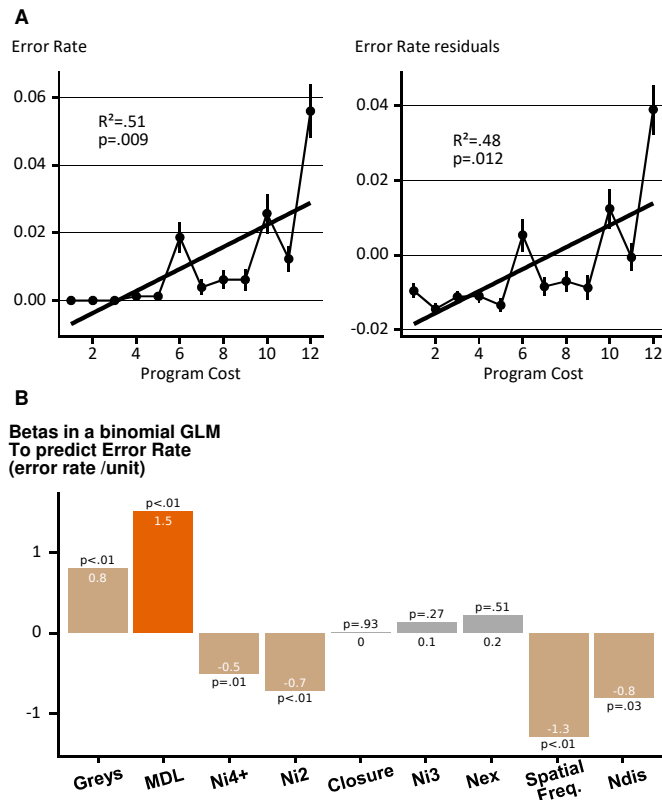 A
Error Rate
0.06
0.04
0.02
0.00
R²=.51
p=.009
2 4 6 8 10 12
Program Cost
Error Rate residuals
0.04
0.02
0.00
-0.02
R²=.48
p=.012
2 4 6 8 10 12
Program Cost
B
Betas in a binomial GLM
To predict Error Rate
(error rate /unit)
1
0
-1
p<.01
0.8
p<.01
1.5
-0.5
p=.01
-0.7
p<.01
p=.93
0
p=.27
0.1
p=.51
0.2
-1.3
p<.01
-0.8
p=.03
Greys MDL Ni4+ Ni2 Closure Ni3 Nex Spatial Freq. Ndis